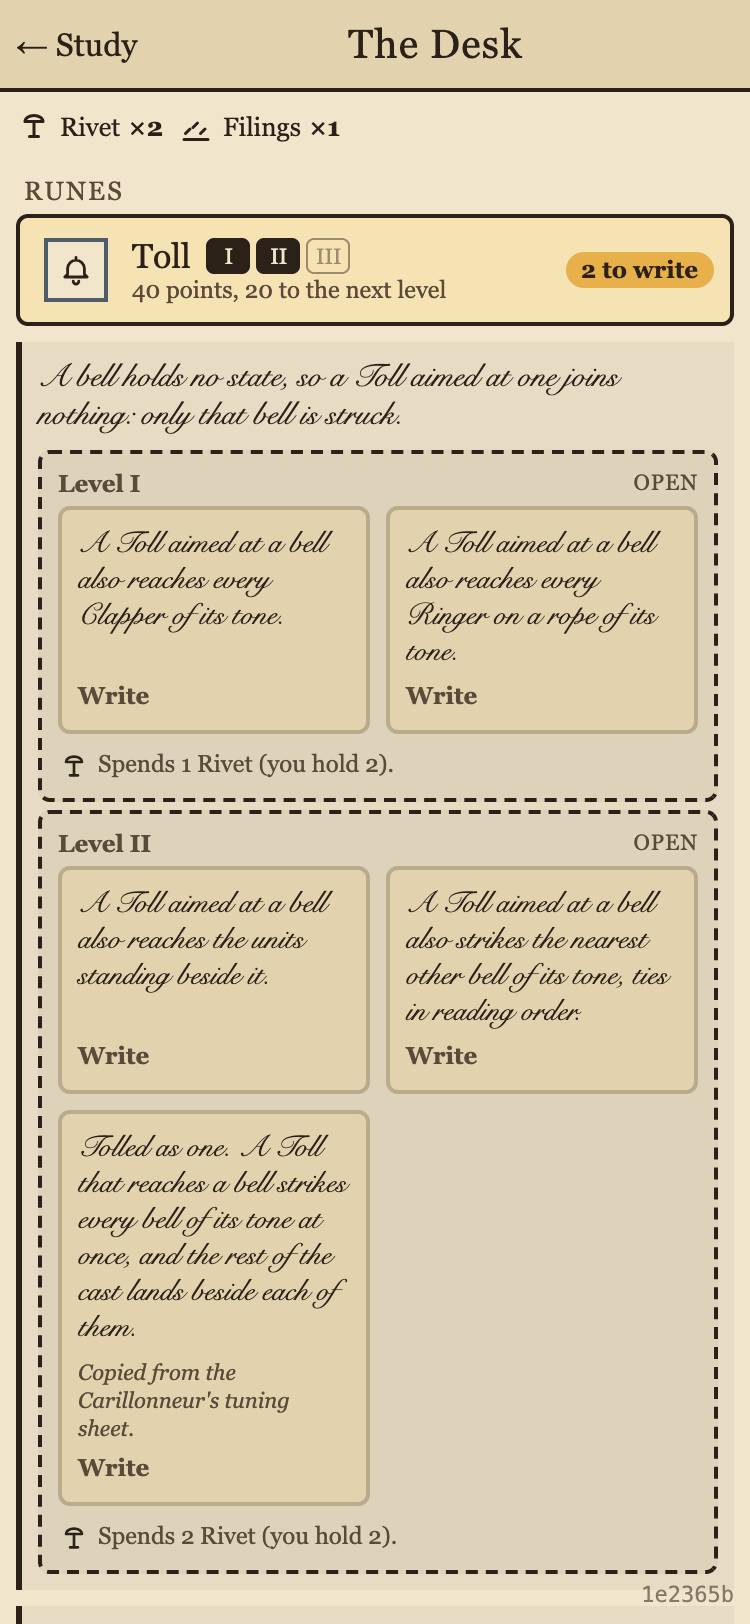 ← Study
The Desk
Rivet ×2 Filings ×1
RUNES
Toll I II III
40 points, 20 to the next level
2 to write
A bell holds no state, so a Toll aimed at one joins
nothing: only that bell is struck.
Level I
OPEN
A Toll aimed at a bell
also reaches every
Clapper of its tone.
Write
A Toll aimed at a bell
also reaches every
Ringer on a rope of its
tone.
Write
Spends 1 Rivet (you hold 2).
Level II
OPEN
A Toll aimed at a bell
also reaches the units
standing beside it.
Write
A Toll aimed at a bell
also strikes the nearest
other bell of its tone, ties
in reading order.
Write
Tolled as one. A Toll
that reaches a bell strikes
every bell of its tone at
once, and the rest of the
cast lands beside each of
them.
Copied from the
Carillonneur's tuning
sheet.
Write
Spends 2 Rivet (you hold 2).
1e2365b